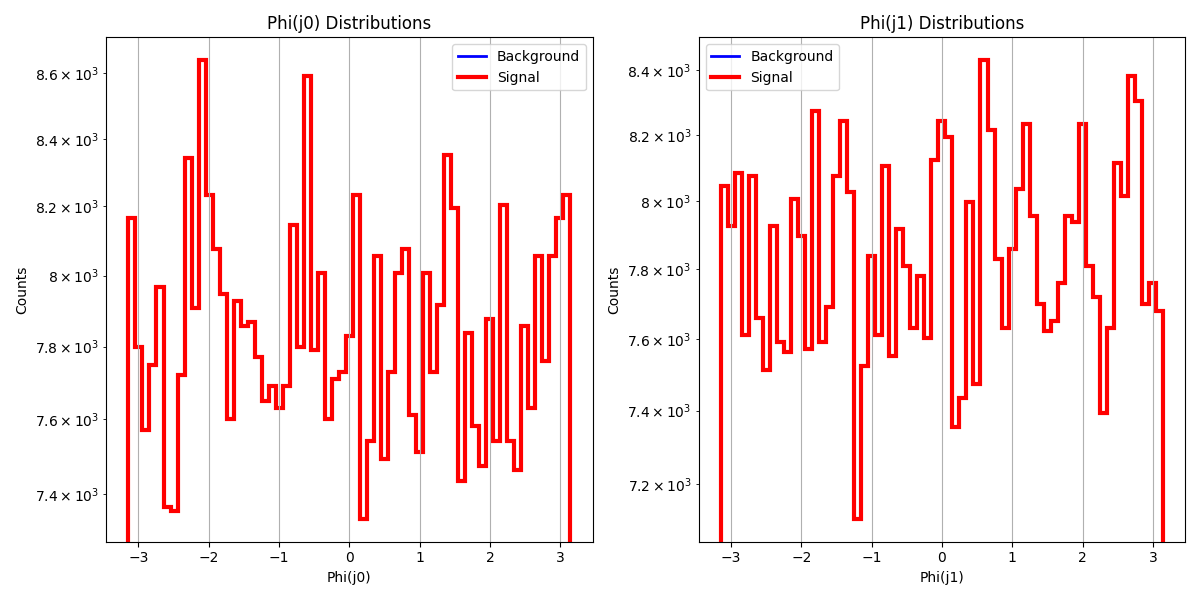 Phi(j0) Distributions
Background
Signal
8.6 × 10³
8.4 × 10³
8.2 × 10³
8 × 10³
7.8 × 10³
7.6 × 10³
7.4 × 10³
Counts
−3 −2 −1 0 1 2 3
Phi(j0)
Phi(j1) Distributions
Background
Signal
8.4 × 10³
8.2 × 10³
8 × 10³
7.8 × 10³
7.6 × 10³
7.4 × 10³
7.2 × 10³
Counts
−3 −2 −1 0 1 2 3
Phi(j1)